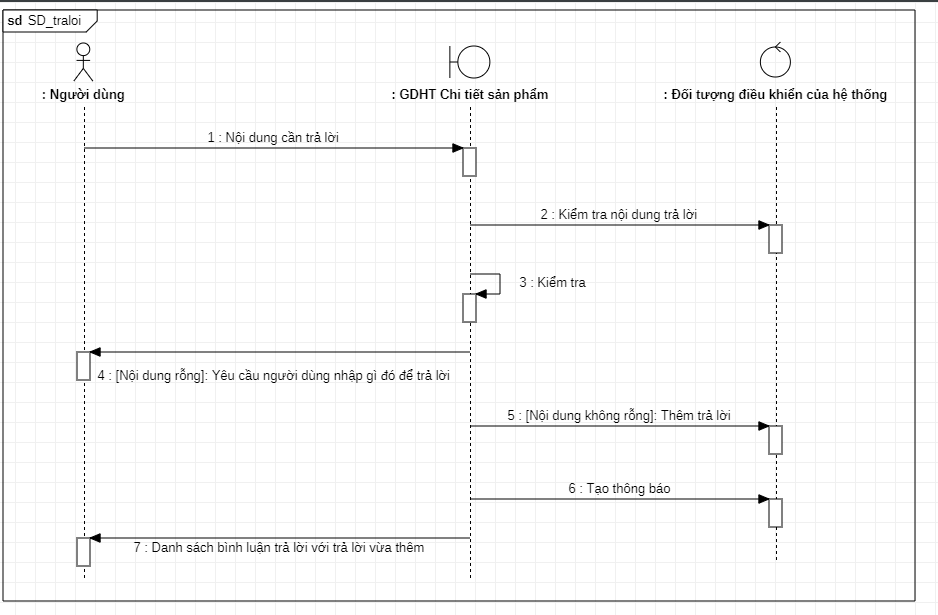 sd SD_traloi
: Người dùng
: GDHT Chi tiết sản phẩm
: Đối tượng điều khiển của hệ thống
1 : Nội dung cần trả lời
2 : Kiểm tra nội dung trả lời
3 : Kiểm tra
4 : [Nội dung rỗng]: Yêu cầu người dùng nhập gì đó để trả lời
5 : [Nội dung không rỗng]: Thêm trả lời
6 : Tạo thông báo
7 : Danh sách bình luận trả lời với trả lời vừa thêm